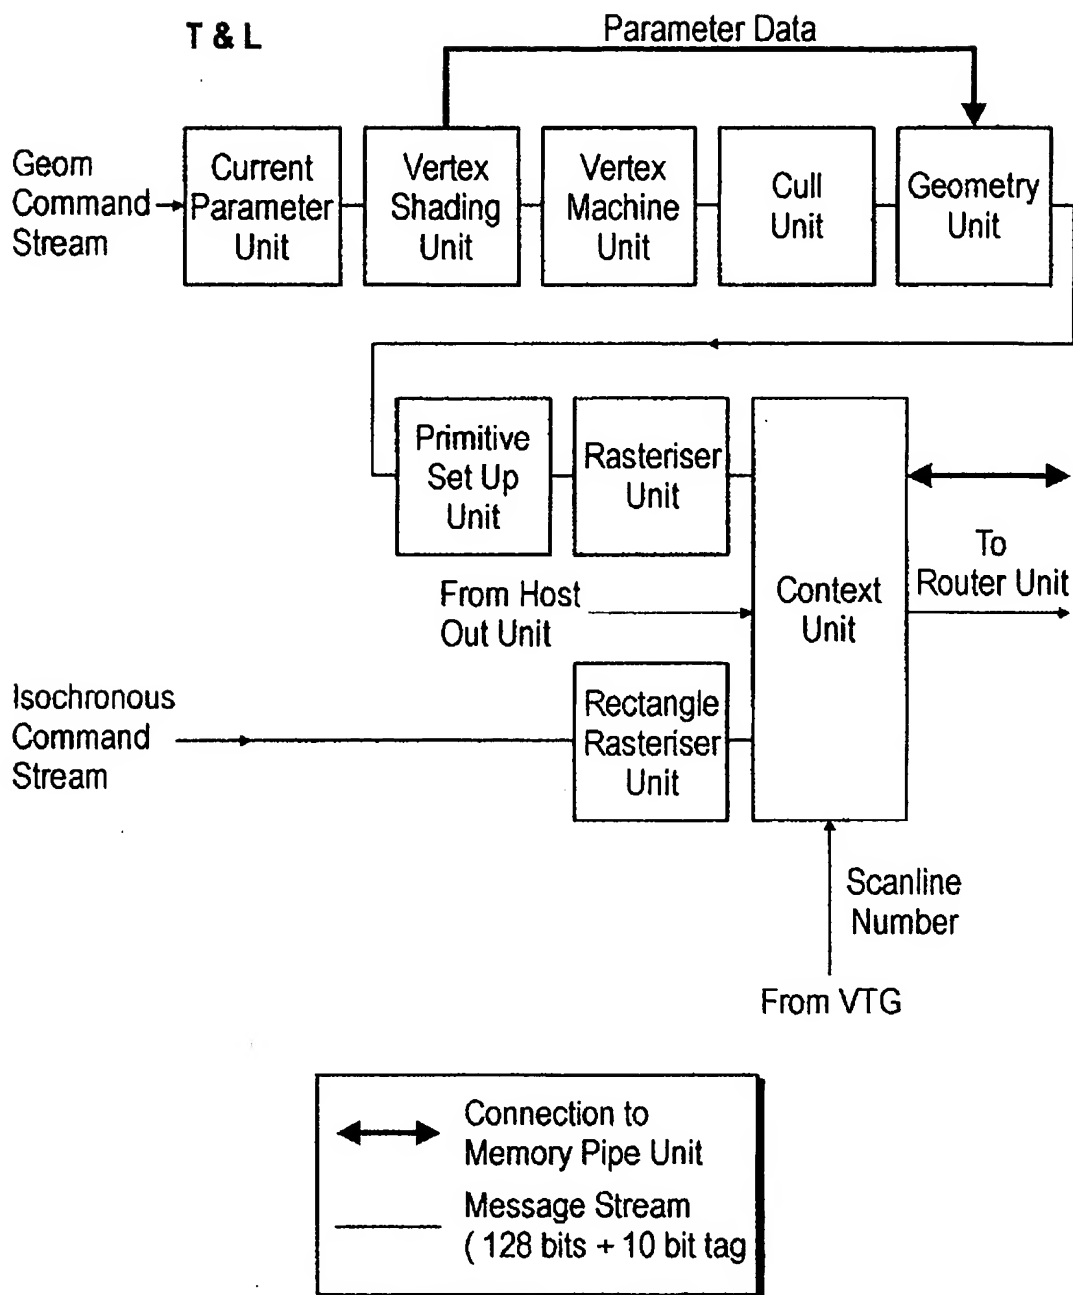 T & L
Parameter Data
Geom
Command
Stream
Current
Parameter
Unit
Vertex
Shading
Unit
Vertex
Machine
Unit
Cull
Unit
Geometry
Unit
Primitive
Set Up
Unit
Rasteriser
Unit
Context
Unit
To
Router Unit
From Host
Out Unit
Isochronous
Command
Stream
Rectangle
Rasteriser
Unit
Scanline
Number
From VTG
Connection to
Memory Pipe Unit
Message Stream
( 128 bits + 10 bit tag